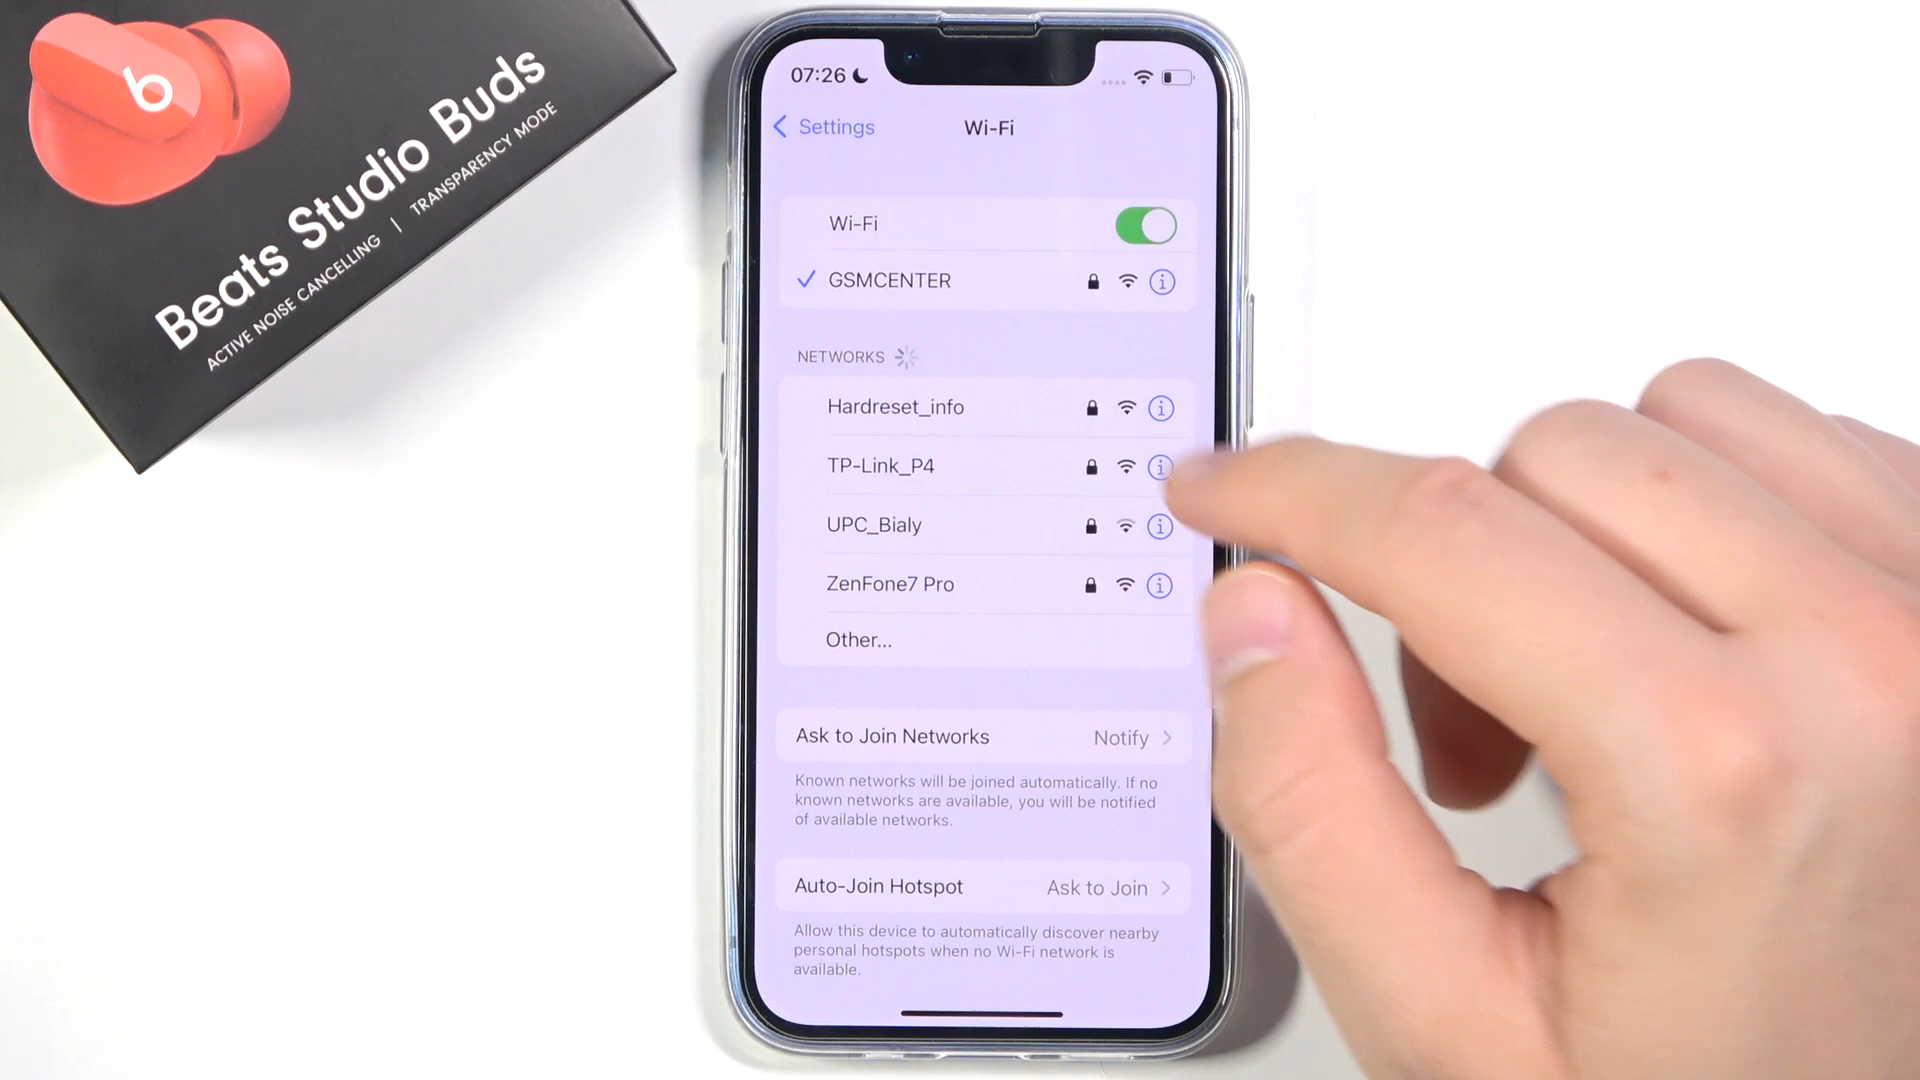 b
Beats Studio Buds
ACTIVE NOISE CANCELLING | TRANSPARENCY MODE
07:26
Settings
Wi-Fi
Wi-Fi
GSMCENTER
NETWORKS
Hardreset_info
TP-Link_P4
UPC_Bialy
ZenFone7 Pro
Other...
Ask to Join Networks Notify
Known networks will be joined automatically. If no
known networks are available, you will be notified
of available networks.
Auto-Join Hotspot Ask to Join
Allow this device to automatically discover nearby
personal hotspots when no Wi-Fi network is
available.